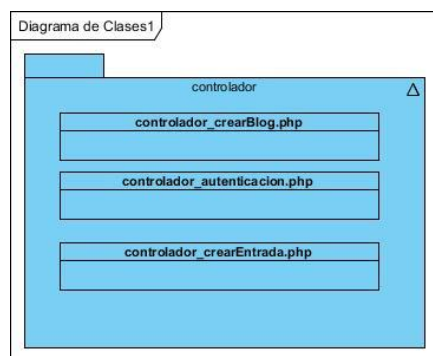 Diagrama de Clases1
controlador
controlador_crearBlog.php
controlador_autenticacion.php
controlador_crearEntrada.php